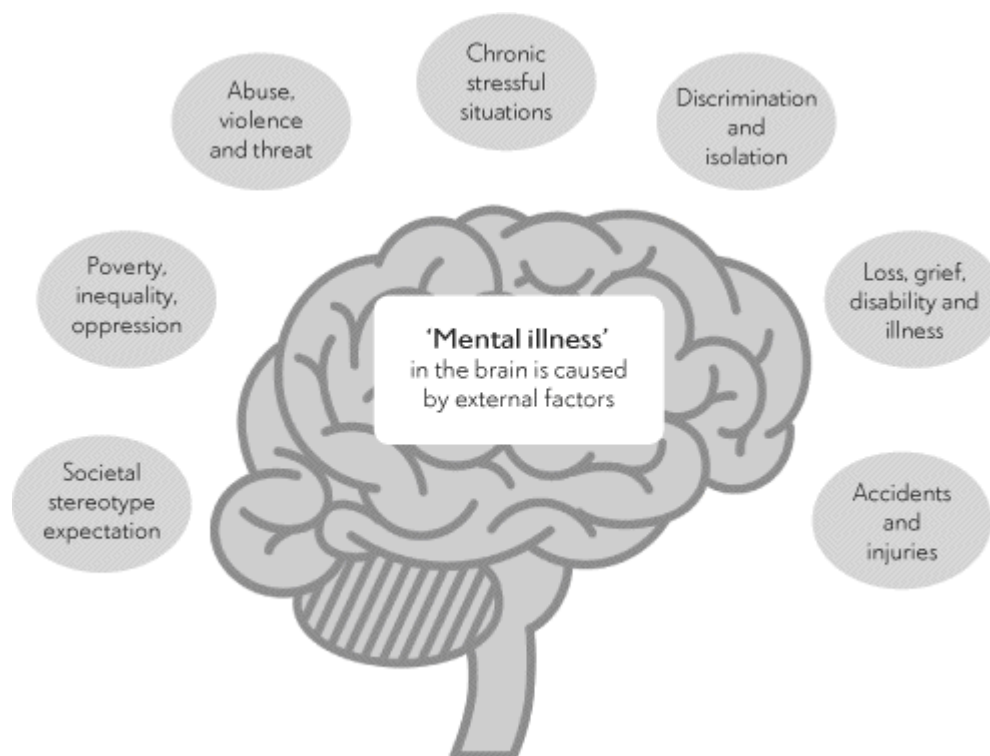 Chronic
stressful
situations
Abuse,
violence
and threat
Discrimination
and
isolation
Poverty,
inequality,
oppression
Loss, grief,
disability and
illness
'Mental illness'
in the brain is caused
by external factors
Societal
stereotype
expectation
Accidents
and
injuries